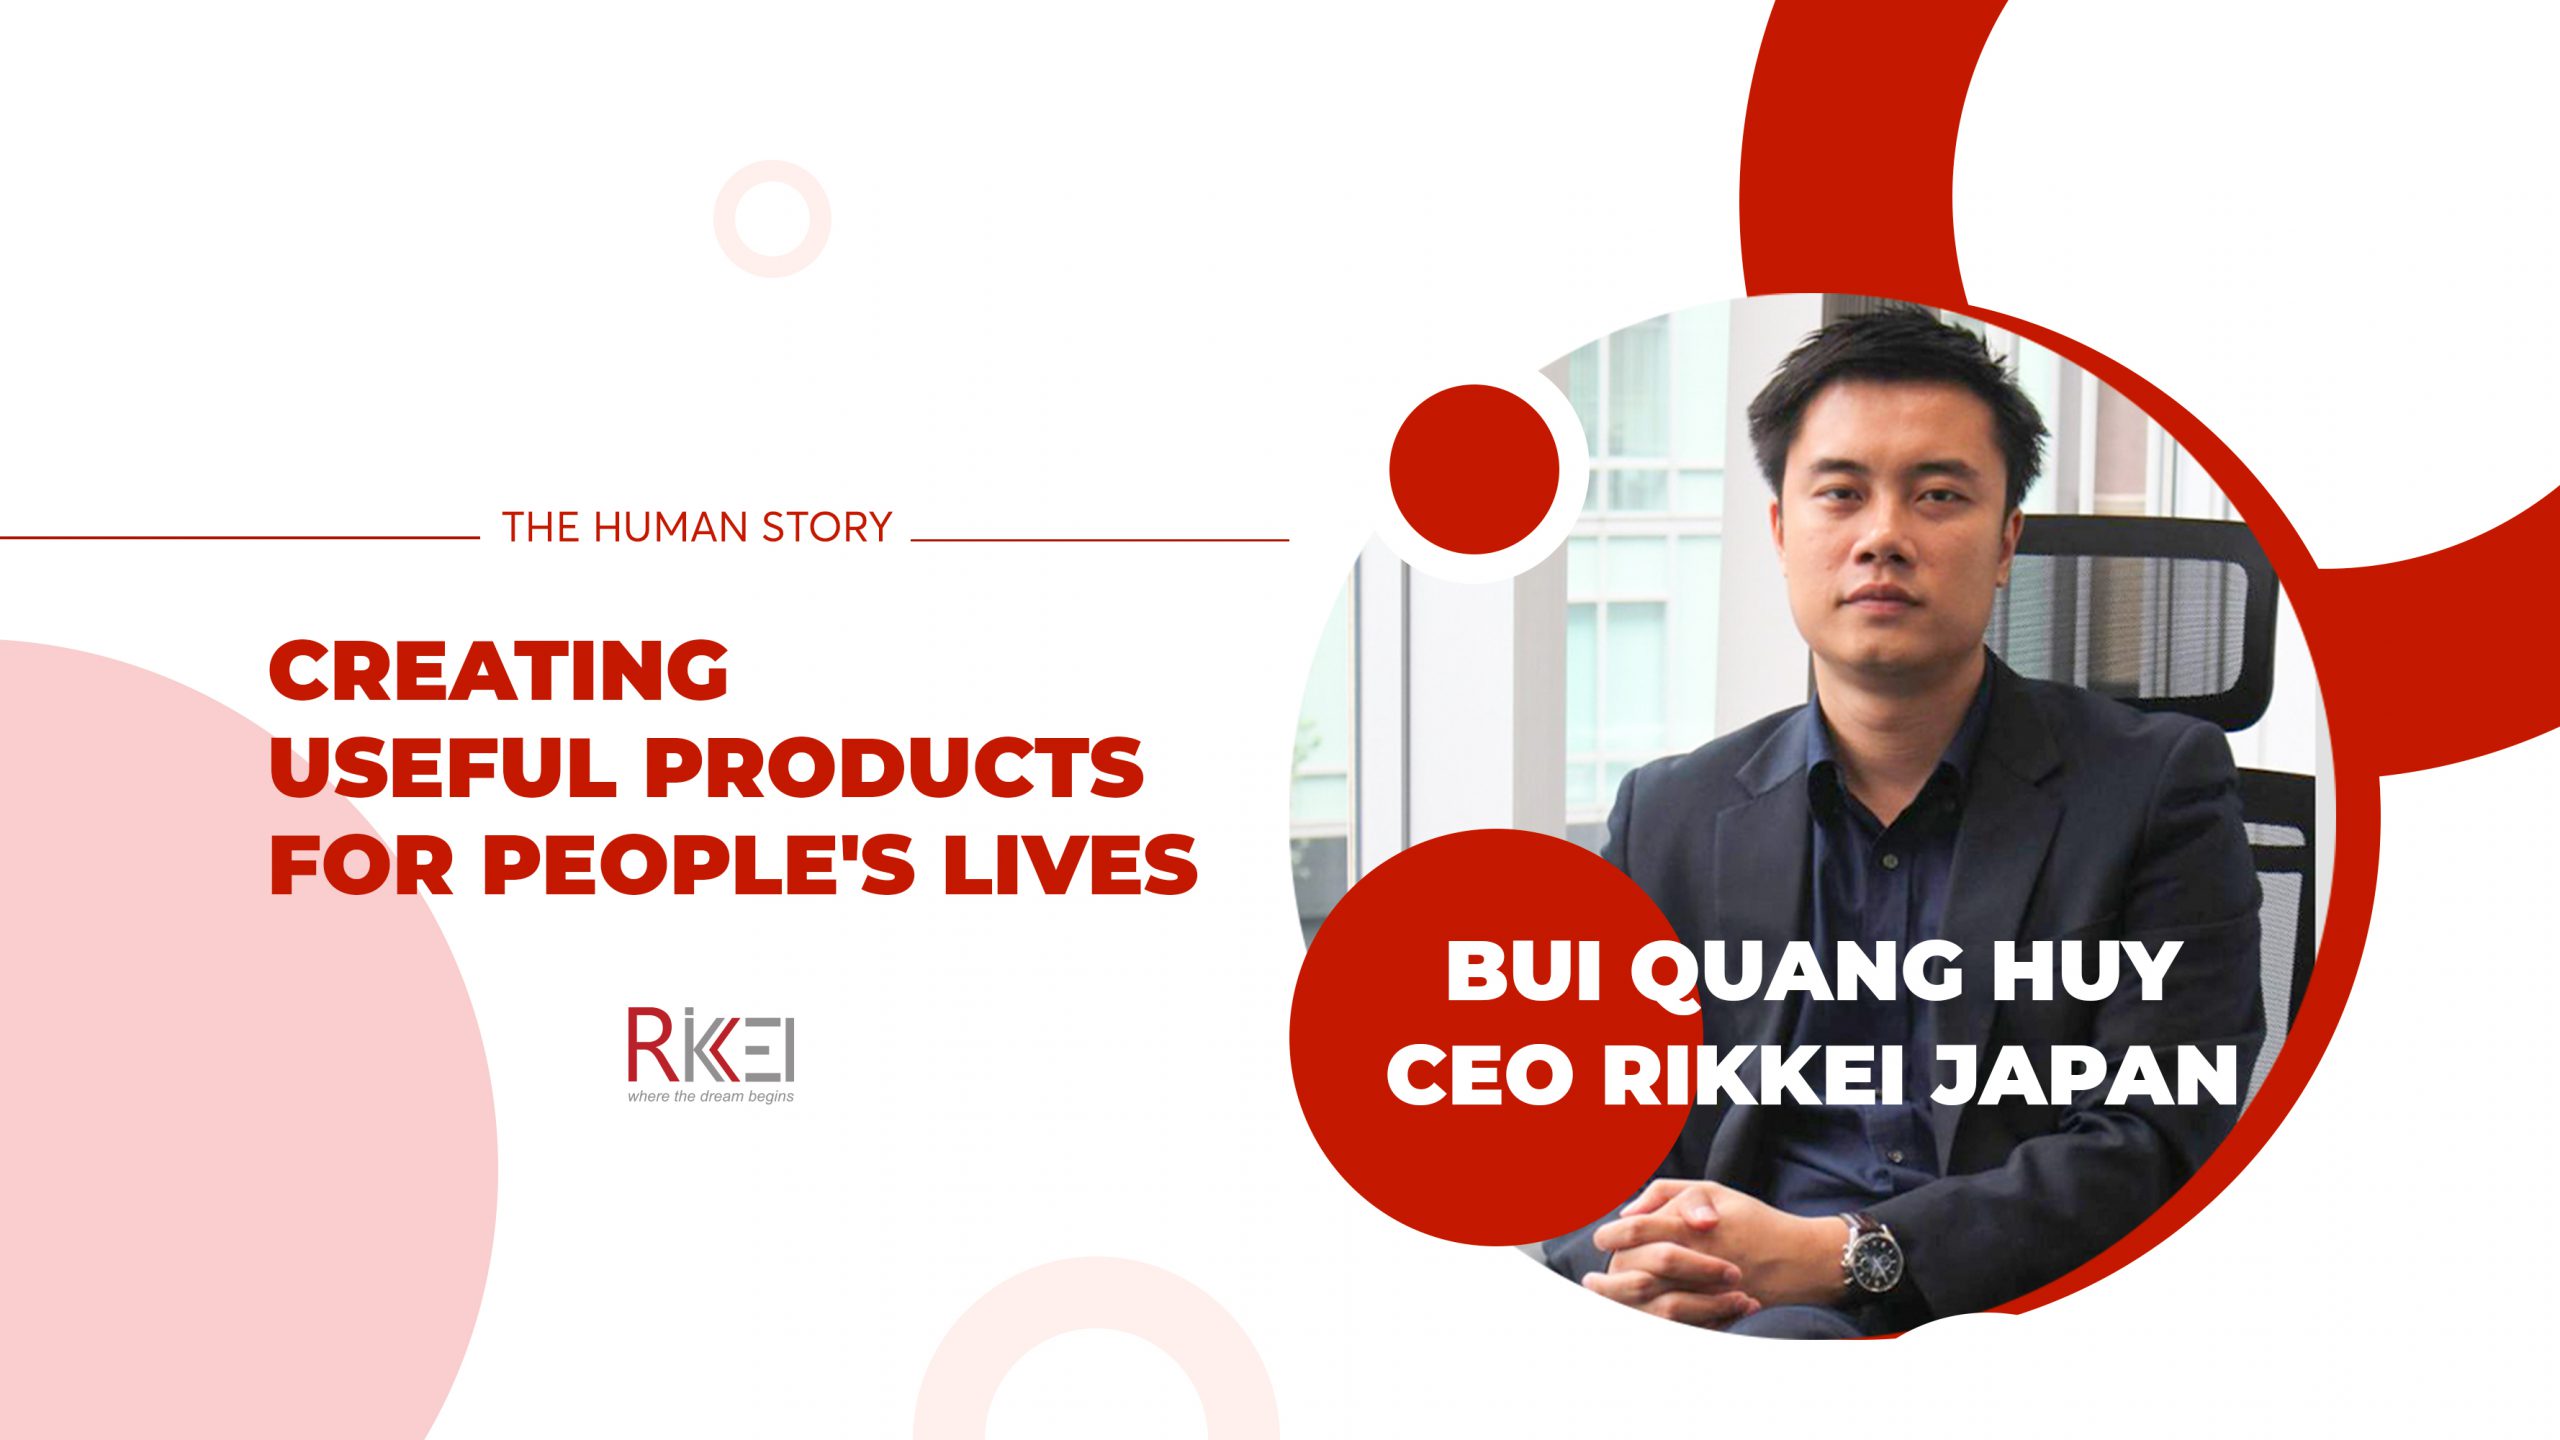 THE HUMAN STORY
CREATING
USEFUL PRODUCTS
FOR PEOPLE'S LIVES
RIKKEI
where the dream begins
BUI QUANG HUY
CEO RIKKEI JAPAN